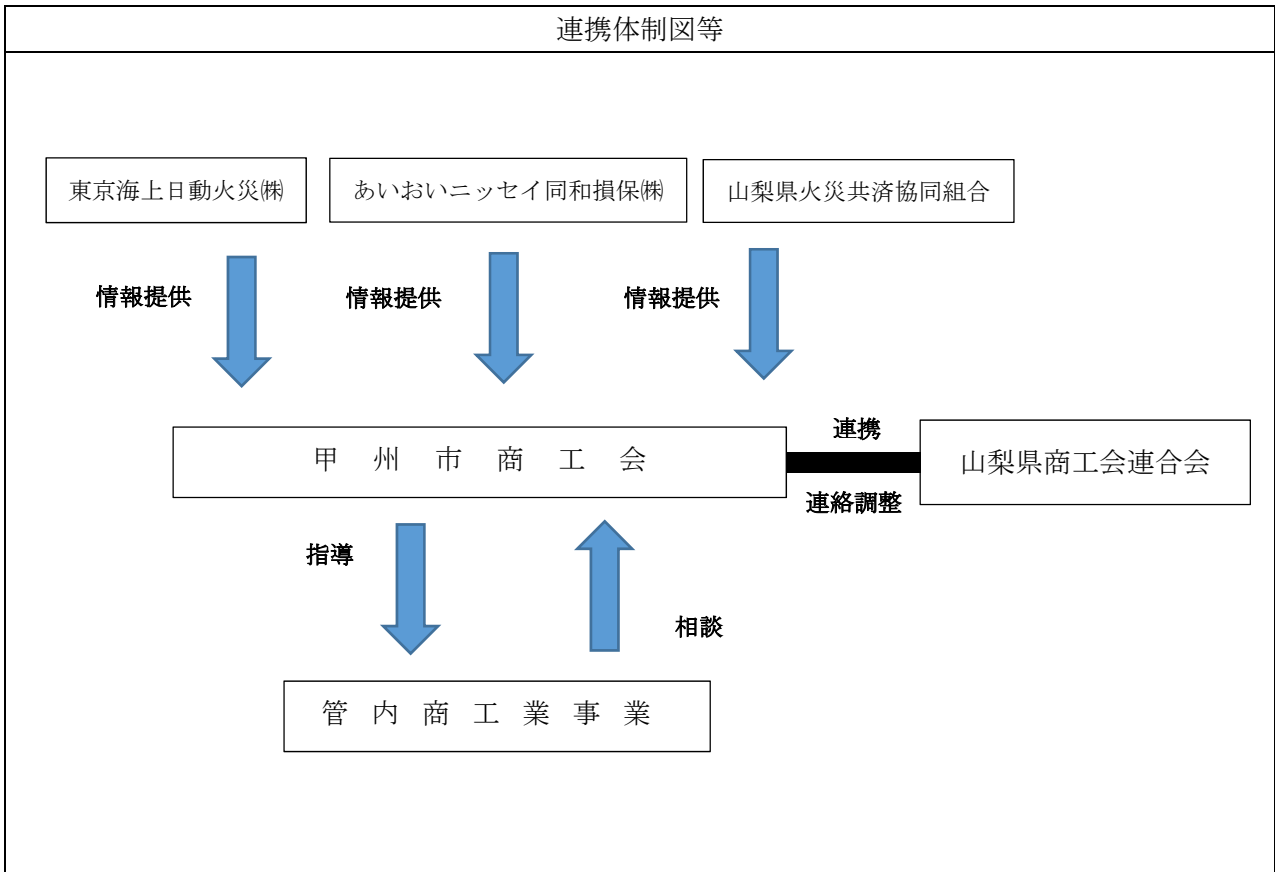 連携体制図等
東京海上日動火災㈱
あいおいニッセイ同和損保㈱
山梨県火災共済協同組合
情報提供
情報提供
情報提供
甲州市商工会
連携
連絡調整
山梨県商工会連合会
指導
相談
管内商工業事業